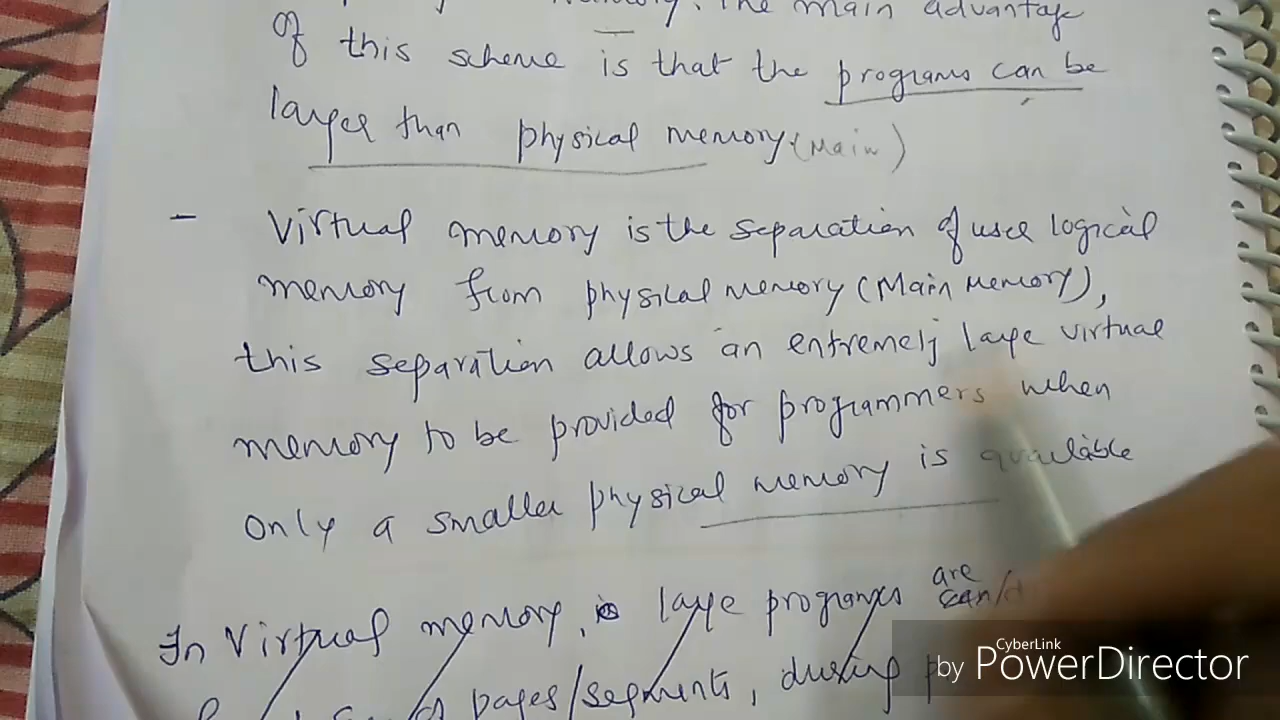 The main advantage
of this scheme is that the programs can be
larger than physical memory (Main)
- Virtual memory is the separation of user logical
memory from physical memory (Main Memory),
this separation allows an extremely large virtual
memory to be provided for programmers when
only a smaller physical memory is available
are
In Virtual memory, large programs
pages/segments, during
CyberLink
by PowerDirector